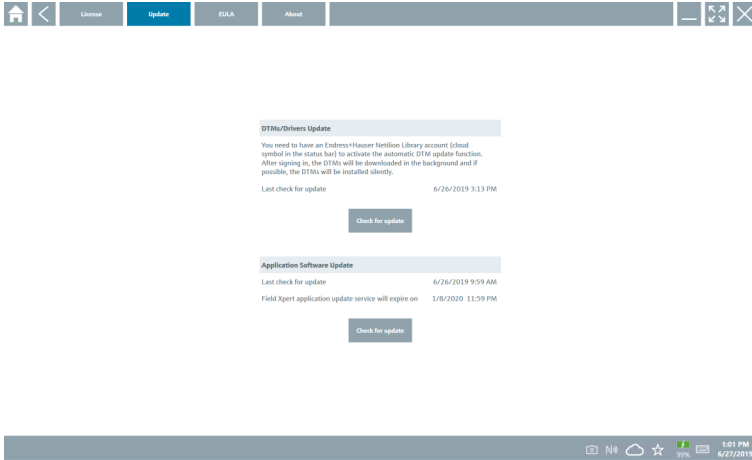 License Update EULA About
DTMs/Drivers Update
You need to have an Endress+Hauser Netilion Library account (cloud
symbol in the status bar) to activate the automatic DTM update function.
After signing in, the DTMs will be downloaded in the background and if
possible, the DTMs will be installed silently.
Last check for update 6/26/2019 3:13 PM
Check for update
Application Software Update
Last check for update 6/26/2019 9:59 AM
Field Xpert application update service will expire on 1/8/2020 11:59 PM
Check for update
99%
1:01 PM
6/27/2019